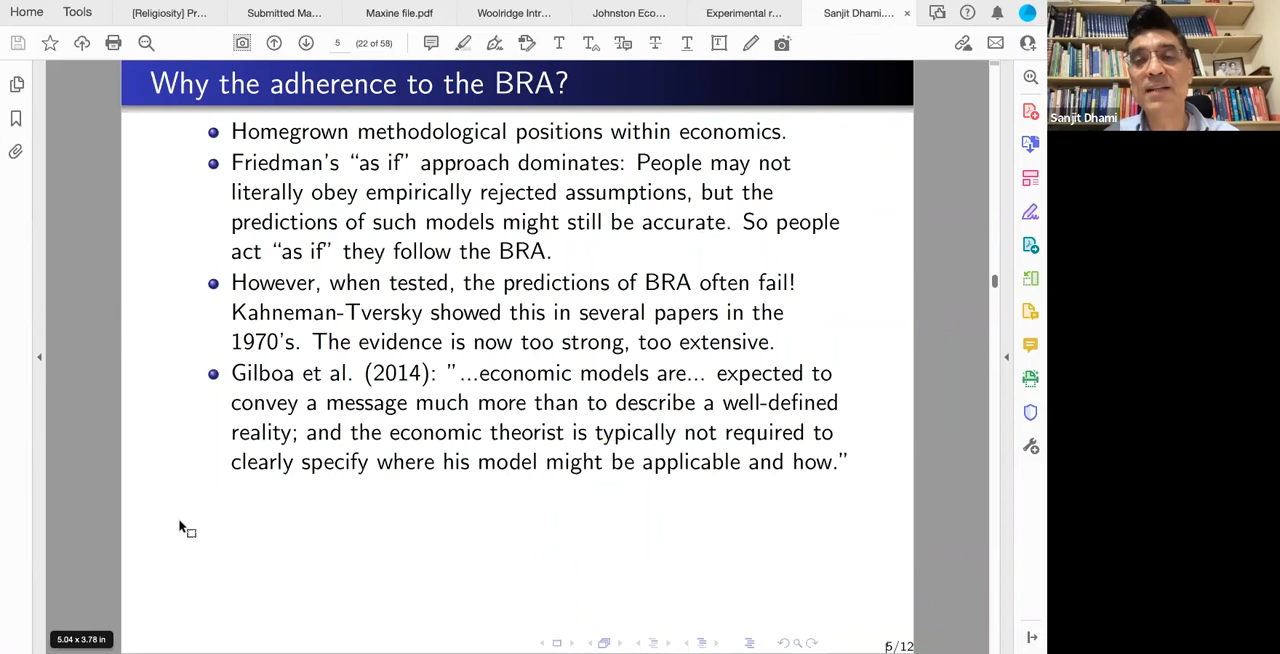 Home
Tools
[Religiosity] Pr...
Submitted Ma...
Maxine file.pdf
Woolridge Intr...
Johnston Eco...
Experimental r...
Sanjit Dhami....
5
(22 of 58)
Why the adherence to the BRA?
Homegrown methodological positions within economics.
Friedman's “as if” approach dominates: People may not
literally obey empirically rejected assumptions, but the
predictions of such models might still be accurate. So people
act “as if” they follow the BRA.
However, when tested, the predictions of BRA often fail!
Kahneman-Tversky showed this in several papers in the
1970's. The evidence is now too strong, too extensive.
Gilboa et al. (2014): ”...economic models are... expected to
convey a message much more than to describe a well-defined
reality; and the economic theorist is typically not required to
clearly specify where his model might be applicable and how.”
5.04 x 3.78 in
5/12
Sanjit Dhami